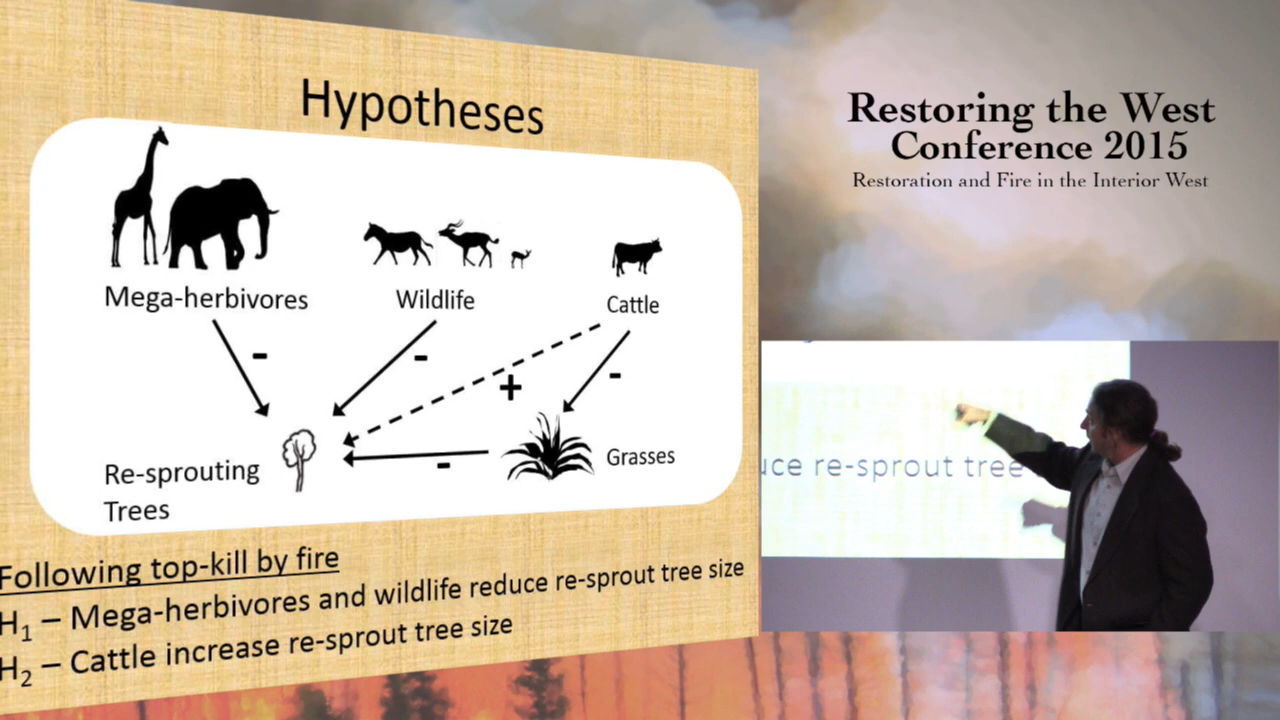 Hypotheses
Mega-herbivores
Wildlife
Cattle
-
-
+
-
-
Re-sprouting
Trees
Grasses
Following top-kill by fire
H₁ – Mega-herbivores and wildlife reduce re-sprout tree size
H₂ – Cattle increase re-sprout tree size
Restoring the West
Conference 2015
Restoration and Fire in the Interior West
uce re-sprout tree